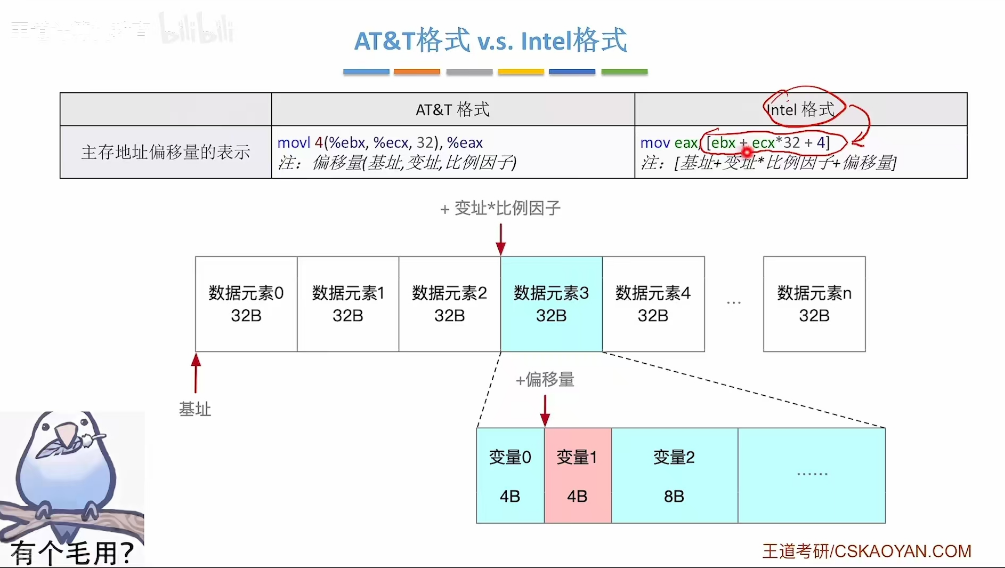 bilibili
AT&T格式 v.s. Intel格式
AT&T 格式
Intel 格式
主存地址偏移量的表示
movl 4(%ebx, %ecx, 32), %eax
注：偏移量(基址,变址,比例因子)
mov eax, [ebx + ecx*32 + 4]
注：[基址+变址*比例因子+偏移量]
+ 变址*比例因子
数据元素0
32B
数据元素1
32B
数据元素2
32B
数据元素3
32B
数据元素4
32B
...
数据元素n
32B
基址
+偏移量
变量0
4B
变量1
4B
变量2
8B
……
有个毛用?
王道考研/CSKAOYAN.COM